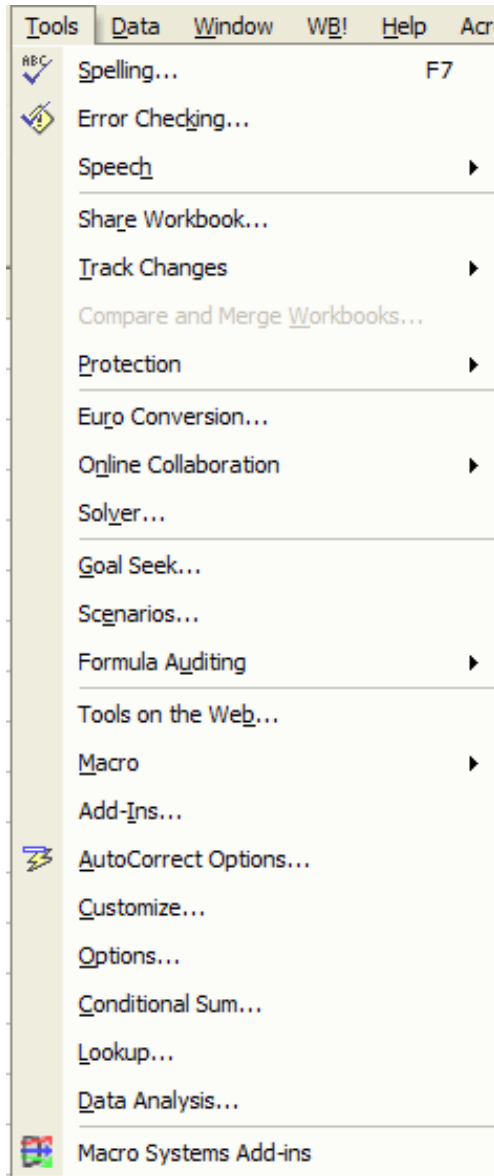 Tools Data Window WB! Help Acr
ABC Spelling... F7
Error Checking...
Speech
Share Workbook...
Track Changes
Compare and Merge Workbooks...
Protection
Euro Conversion...
Online Collaboration
Solver...
Goal Seek...
Scenarios...
Formula Auditing
Tools on the Web...
Macro
Add-Ins...
AutoCorrect Options...
Customize...
Options...
Conditional Sum...
Lookup...
Data Analysis...
Macro Systems Add-ins